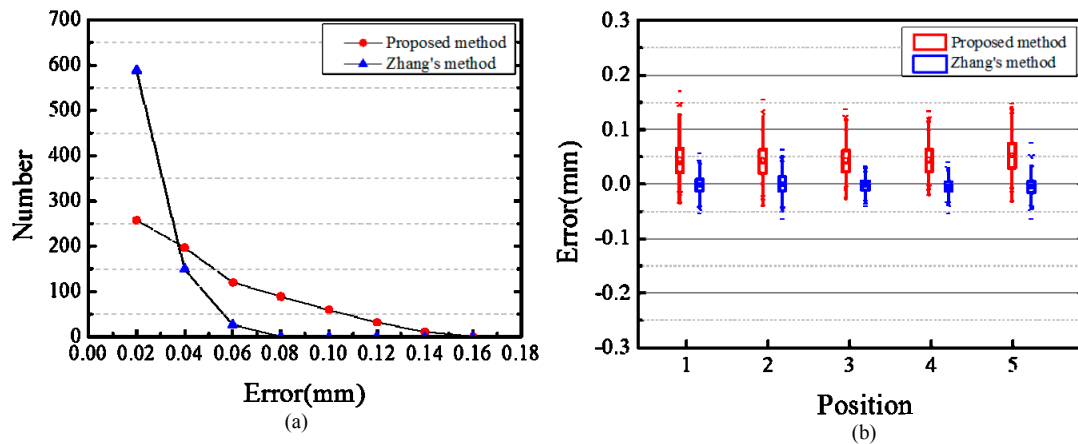 700
600
500
400
300
200
100
0
Number
0.00 0.02 0.04 0.06 0.08 0.10 0.12 0.14 0.16 0.18
Error(mm)
Proposed method
Zhang's method
(a)
0.3
0.2
0.1
0.0
-0.1
-0.2
-0.3
Error(mm)
1 2 3 4 5
Position
Proposed method
Zhang's method
(b)